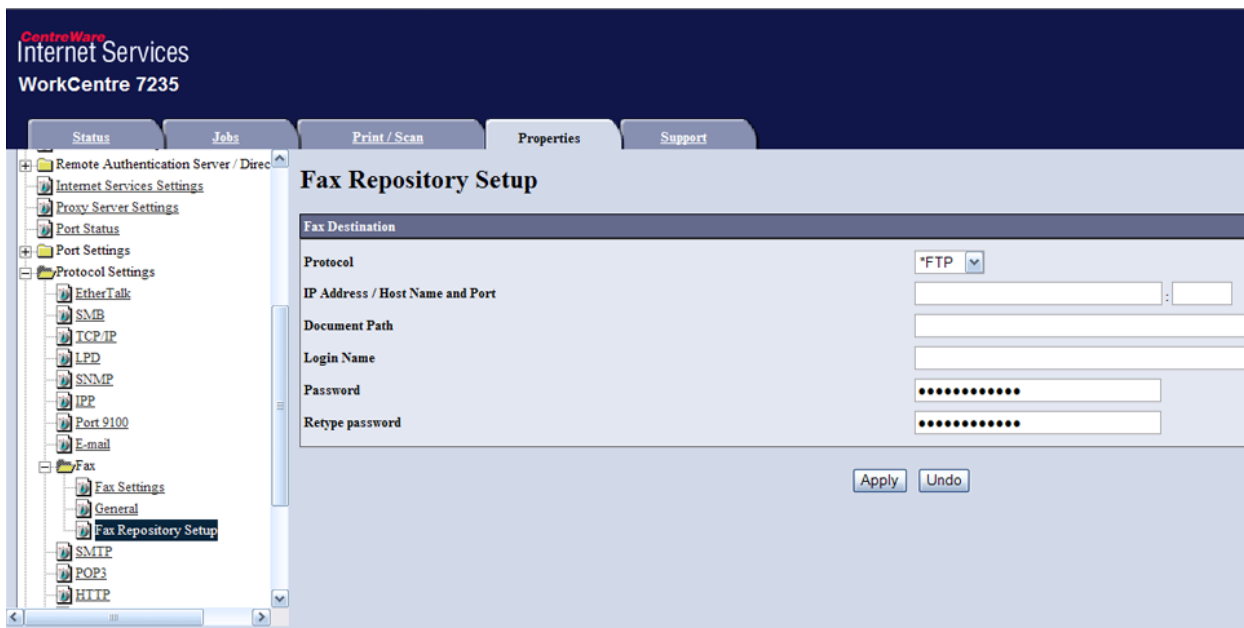 CentreWare
Internet Services
WorkCentre 7235
Status Jobs Print / Scan Properties Support
Remote Authentication Server / Direc
Internet Services Settings
Proxy Server Settings
Port Status
Port Settings
Protocol Settings
EtherTalk
SMB
TCP/IP
LPD
SNMP
IPP
Port 9100
E-mail
Fax
Fax Settings
General
Fax Repository Setup
SMTP
POP3
HTTP
Fax Repository Setup
Fax Destination
Protocol *FTP
IP Address / Host Name and Port :
Document Path
Login Name
Password ••••••••••••
Retype password ••••••••••••
Apply Undo